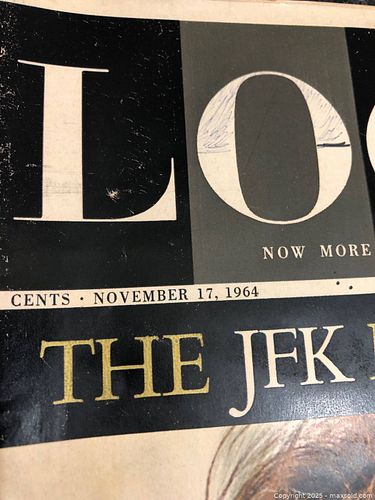 LO
NOW MORE
CENTS · NOVEMBER 17, 1964
THE JFK
Copyright 2025 - maxsold.com